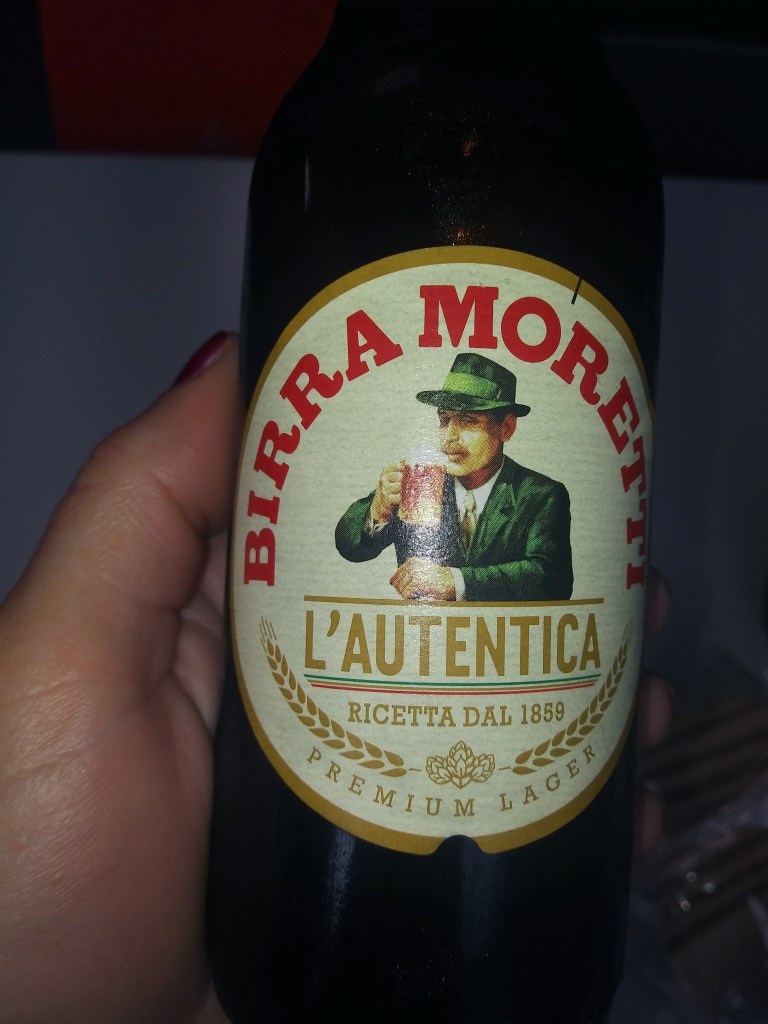 BIRRA MORETTI
L'AUTENTICA
RICETTA DAL 1859
PREMIUM LAGER